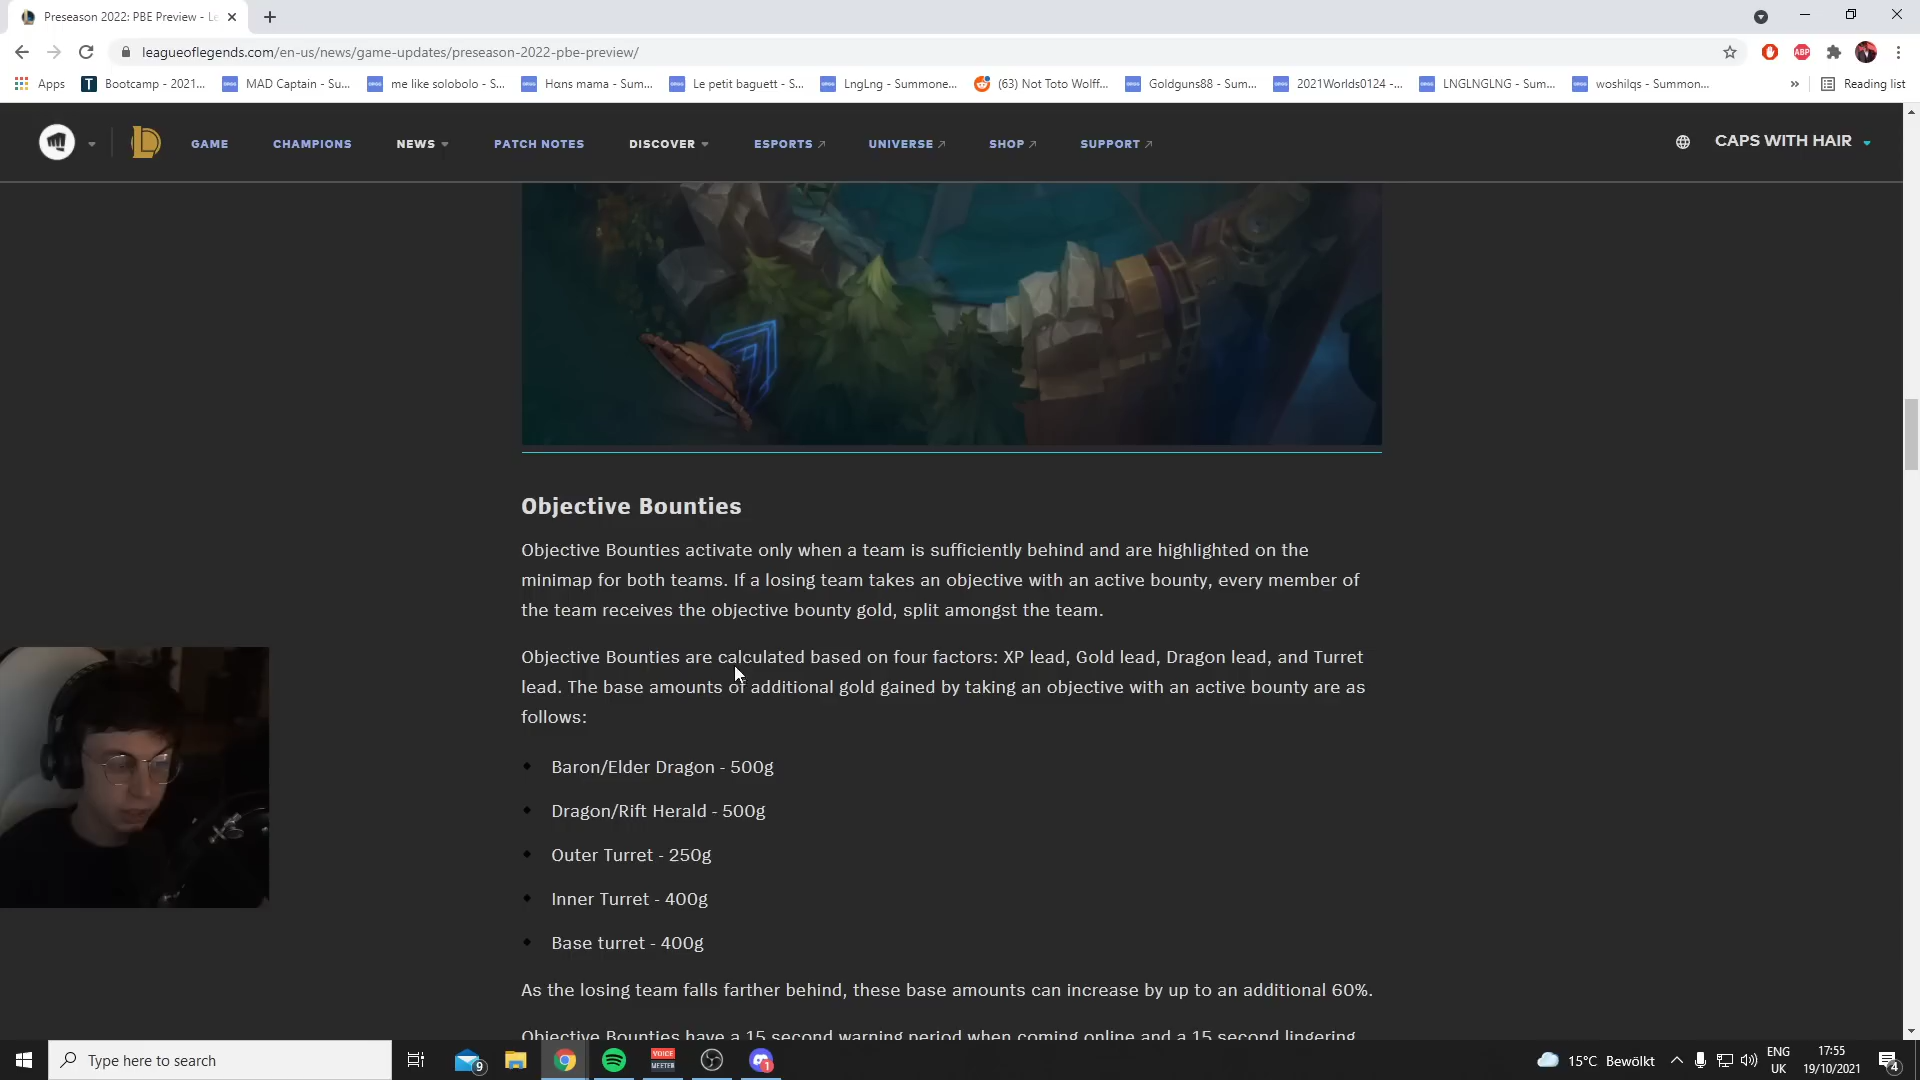 Preseason 2022: PBE Preview - Le
leagueoflegends.com/en-us/news/game-updates/preseason-2022-pbe-preview/
ABP
Apps
T
Bootcamp - 2021...
MAD Captain - Su...
me like solobolo - S...
Hans mama - Sum...
Le petit baguett - S...
LngLng - Summone...
(63) Not Toto Wolff...
Goldguns88 - Sum...
2021Worlds0124 -...
LNGLNGLNG - Sum...
woshilqs - Summon...
»
Reading list
GAME
CHAMPIONS
NEWS
PATCH NOTES
DISCOVER
ESPORTS
UNIVERSE
SHOP
SUPPORT
CAPS WITH HAIR
Objective Bounties
Objective Bounties activate only when a team is sufficiently behind and are highlighted on the
minimap for both teams. If a losing team takes an objective with an active bounty, every member of
the team receives the objective bounty gold, split amongst the team.
Objective Bounties are calculated based on four factors: XP lead, Gold lead, Dragon lead, and Turret
lead. The base amounts of additional gold gained by taking an objective with an active bounty are as
follows:
Baron/Elder Dragon - 500g
Dragon/Rift Herald - 500g
Outer Turret - 250g
Inner Turret - 400g
Base turret - 400g
As the losing team falls farther behind, these base amounts can increase by up to an additional 60%.
Objective Bounties have a 15 second warning period when coming online and a 15 second lingering
Type here to search
9
VOICE
MEETER
1
15°C Bewölkt
ENG
UK
17:55
19/10/2021
4